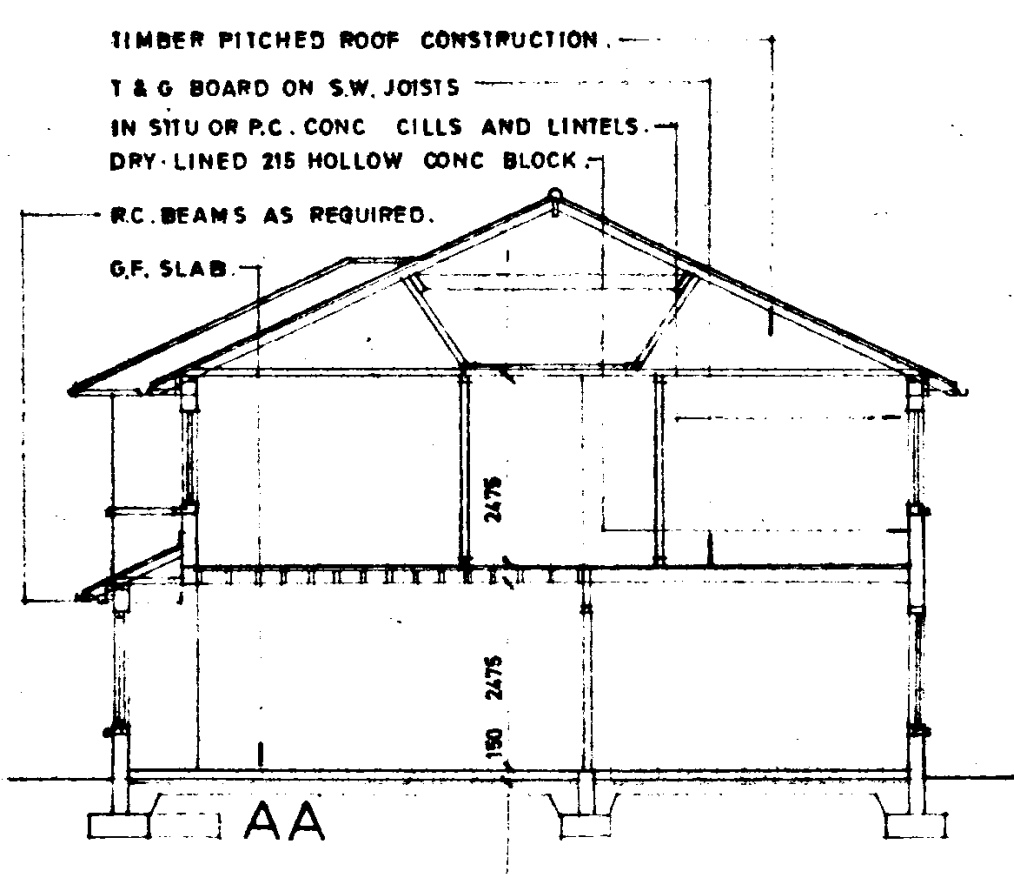 TIMBER PITCHED ROOF CONSTRUCTION.
T & G BOARD ON S.W. JOISTS
IN SITU OR P.C. CONC CILLS AND LINTELS.
DRY-LINED 215 HOLLOW CONC BLOCK.
R.C. BEAMS AS REQUIRED.
G.F. SLAB.
2475
2475
150
AA